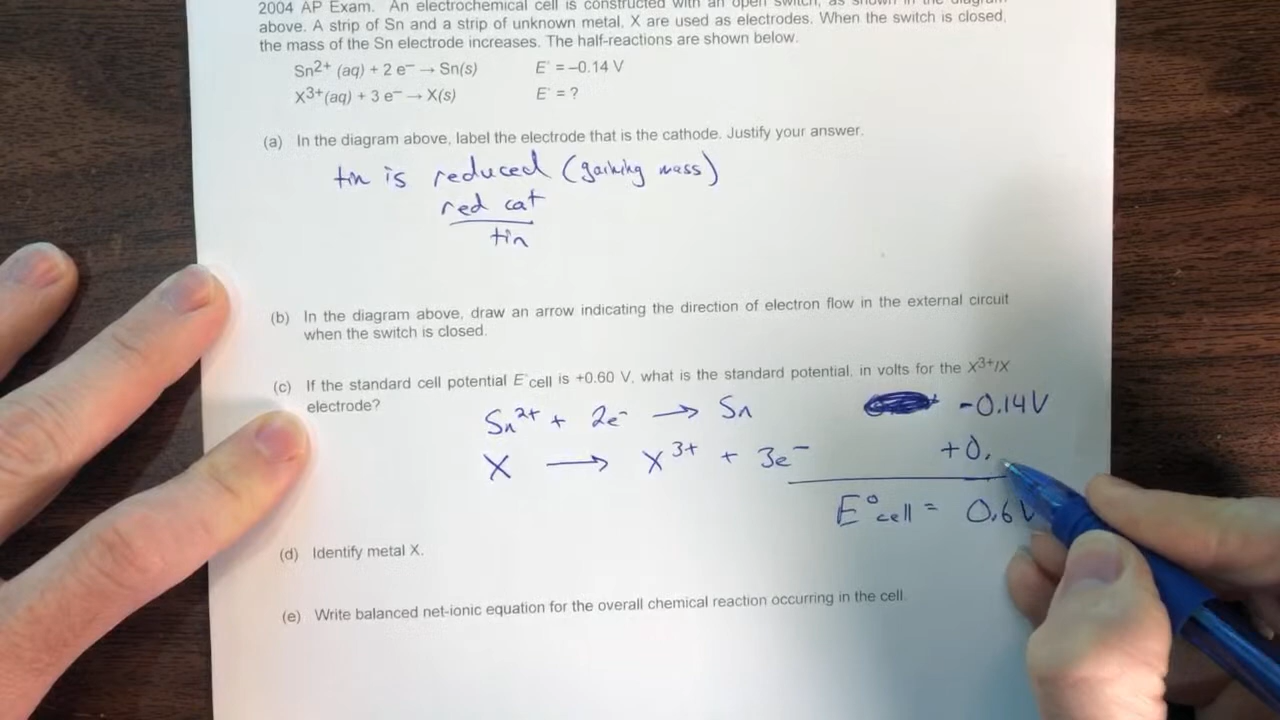 2004 AP Exam. An electrochemical cell is constructed with an open switch, as shown in the diagram
above. A strip of Sn and a strip of unknown metal, X are used as electrodes. When the switch is closed,
the mass of the Sn electrode increases. The half-reactions are shown below.
Sn2+ (aq) + 2 e− → Sn(s) E° = −0.14 V
X3+(aq) + 3 e− → X(s) E° = ?
(a) In the diagram above, label the electrode that is the cathode. Justify your answer.
tin is reduced (gaining mass)
red cat
tin
(b) In the diagram above, draw an arrow indicating the direction of electron flow in the external circuit
when the switch is closed.
(c) If the standard cell potential E°cell is +0.60 V, what is the standard potential, in volts for the X3+/X
electrode?
Sn2+ + 2e− → Sn −0.14V
X → X3+ + 3e− +0.
E°cell = 0.6V
(d) Identify metal X.
(e) Write balanced net-ionic equation for the overall chemical reaction occurring in the cell.